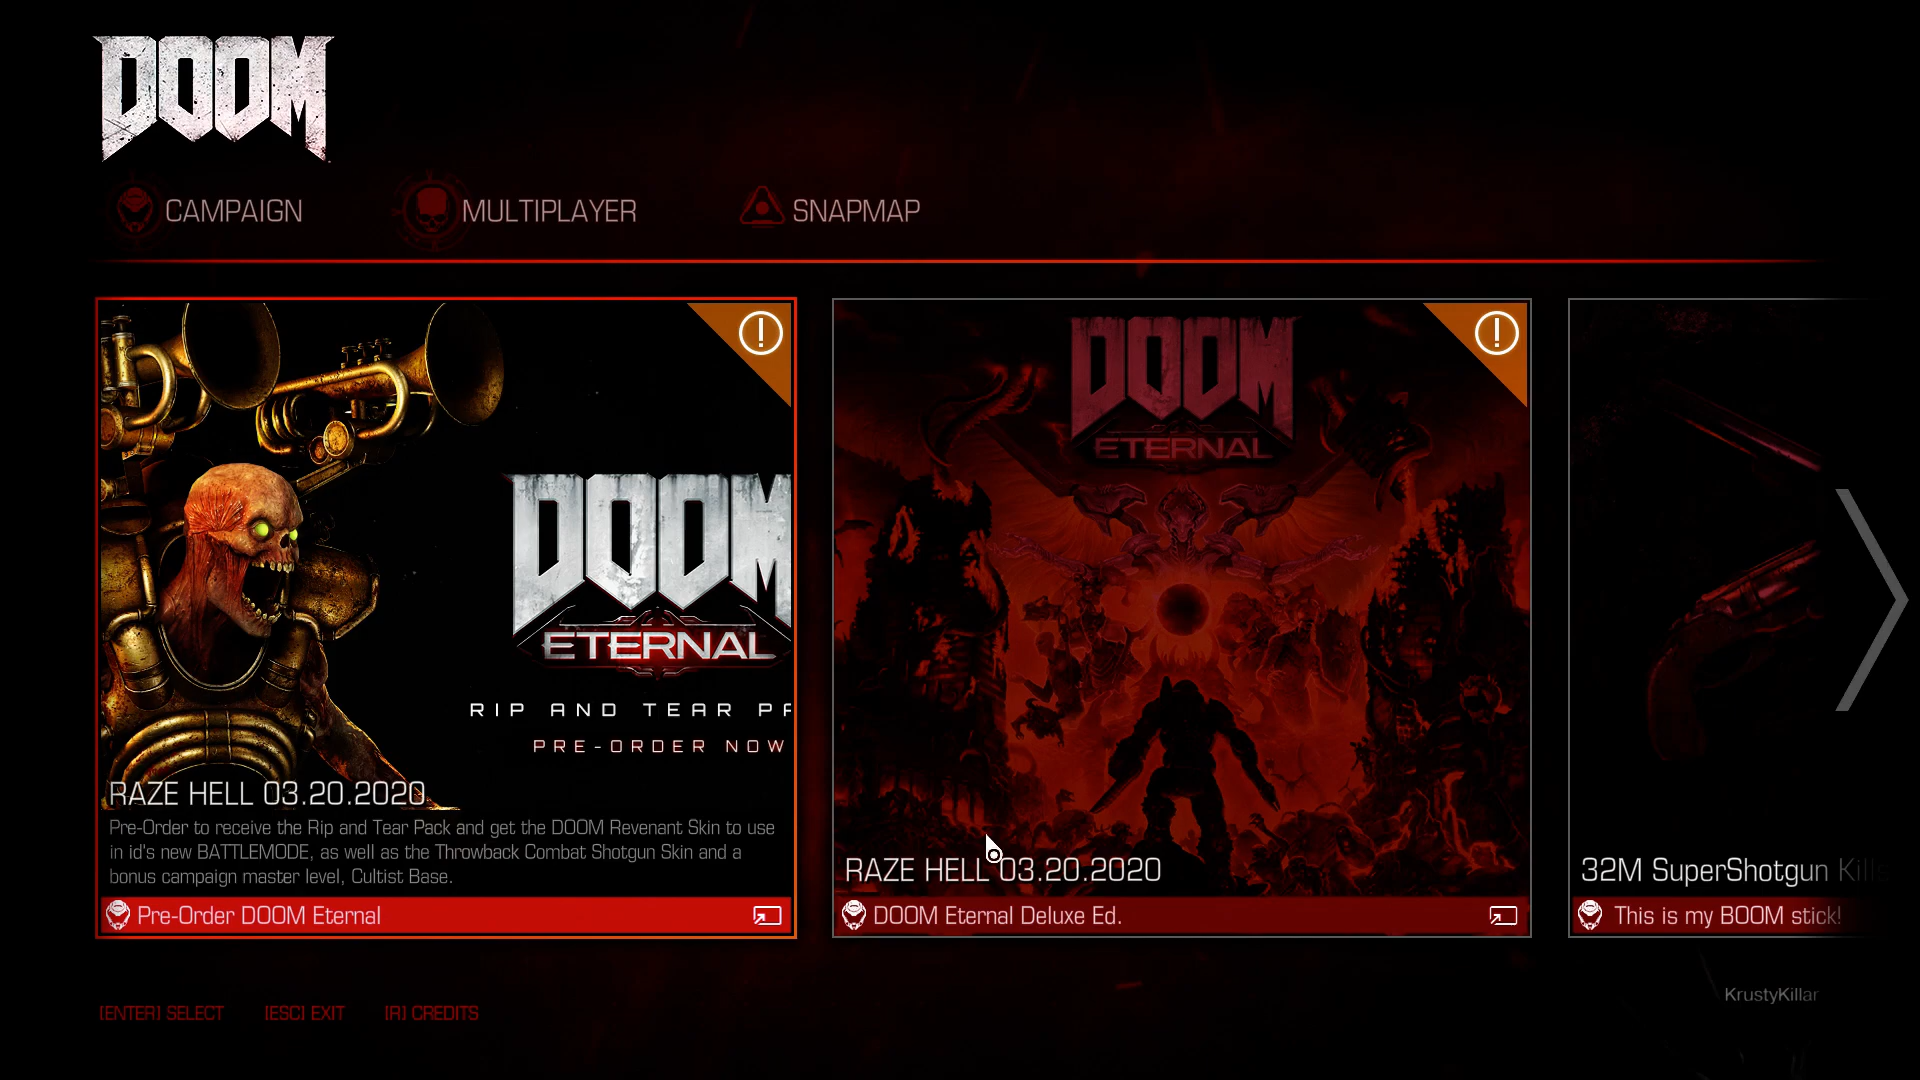 DOOM
CAMPAIGN
MULTIPLAYER
SNAPMAP
DOOM
ETERNAL
RIP AND TEAR PA
PRE-ORDER NOW
RAZE HELL 03.20.2020
Pre-Order to receive the Rip and Tear Pack and get the DOOM Revenant Skin to use
in id's new BATTLEMODE, as well as the Throwback Combat Shotgun Skin and a
bonus campaign master level, Cultist Base.
Pre-Order DOOM Eternal
DOOM
ETERNAL
RAZE HELL 03.20.2020
DOOM Eternal Deluxe Ed.
32M SuperShotgun Kills
This is my BOOM stick!
KrustyKillar
[ENTER] SELECT [ESC] EXIT [R] CREDITS